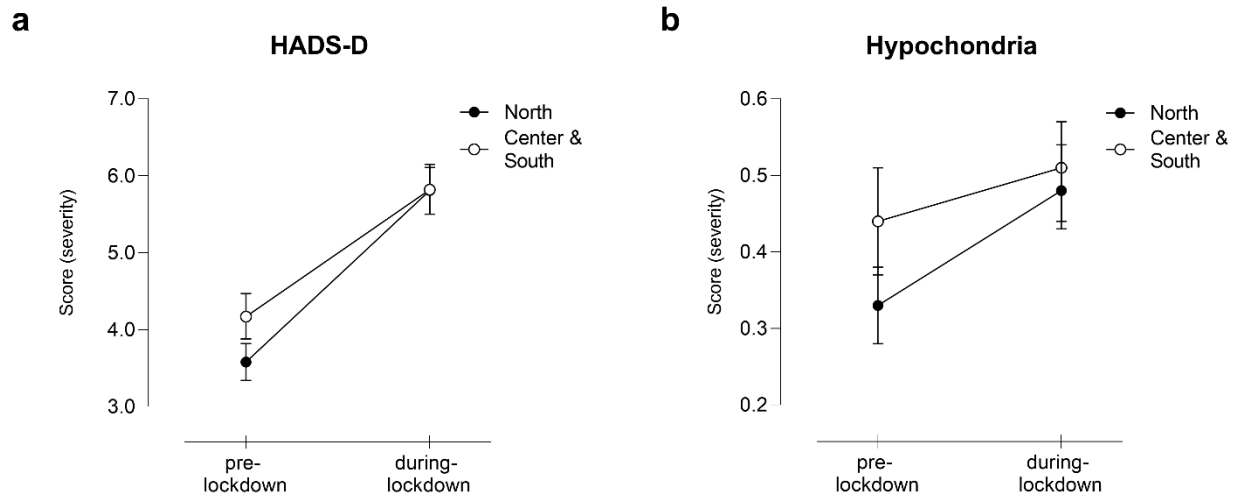 a
HADS-D
7.0
6.0
5.0
4.0
3.0
Score (severity)
North
Center &
South
pre-
lockdown
during-
lockdown
b
Hypochondria
0.6
0.5
0.4
0.3
0.2
Score (severity)
North
Center &
South
pre-
lockdown
during-
lockdown